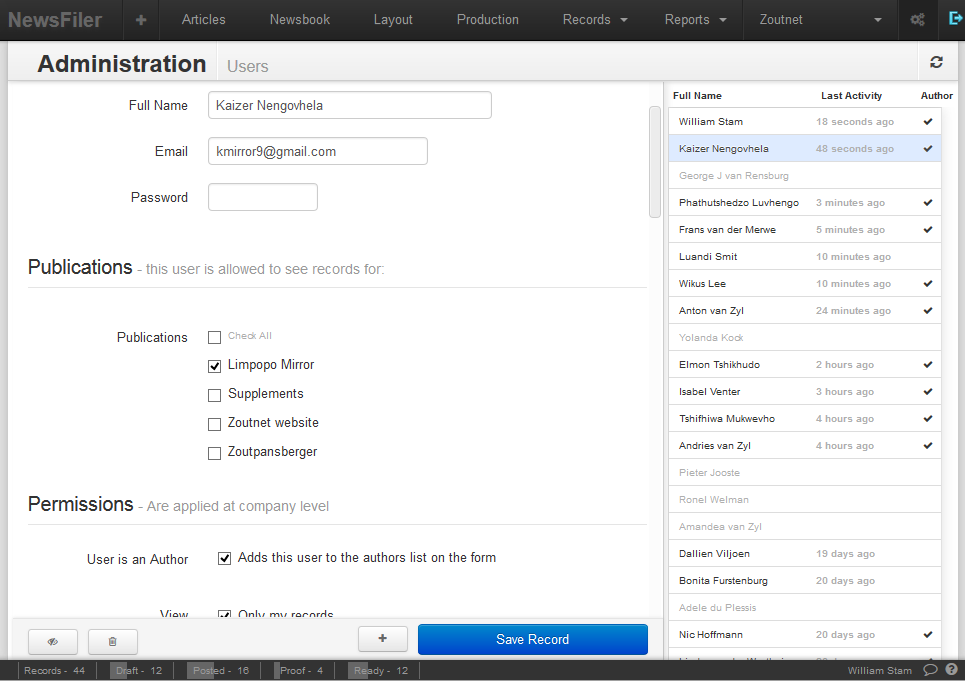 NewsFiler Articles Newsbook Layout Production Records Reports Zoutnet
Administration Users
Full Name Kaizer Nengovhela
Email kmirror9@gmail.com
Password
Publications - this user is allowed to see records for:
Publications Check All
Limpopo Mirror
Supplements
Zoutnet website
Zoutpansberger
Permissions - Are applied at company level
User is an Author Adds this user to the authors list on the form
View Only my records
Save Record
Full Name Last Activity Author
William Stam 18 seconds ago
Kaizer Nengovhela 48 seconds ago
George J van Rensburg
Phathutshedzo Luvhengo 3 minutes ago
Frans van der Merwe 5 minutes ago
Luandi Smit 10 minutes ago
Wikus Lee 10 minutes ago
Anton van Zyl 24 minutes ago
Yolanda Kock
Elmon Tshikhudo 2 hours ago
Isabel Venter 3 hours ago
Tshifhiwa Mukwevho 4 hours ago
Andries van Zyl 4 hours ago
Pieter Jooste
Ronel Welman
Amandea van Zyl
Dallien Viljoen 19 days ago
Bonita Furstenburg 20 days ago
Adele du Plessis
Nic Hoffmann 20 days ago
Records - 44 Draft - 12 Posted - 16 Proof - 4 Ready - 12 William Stam